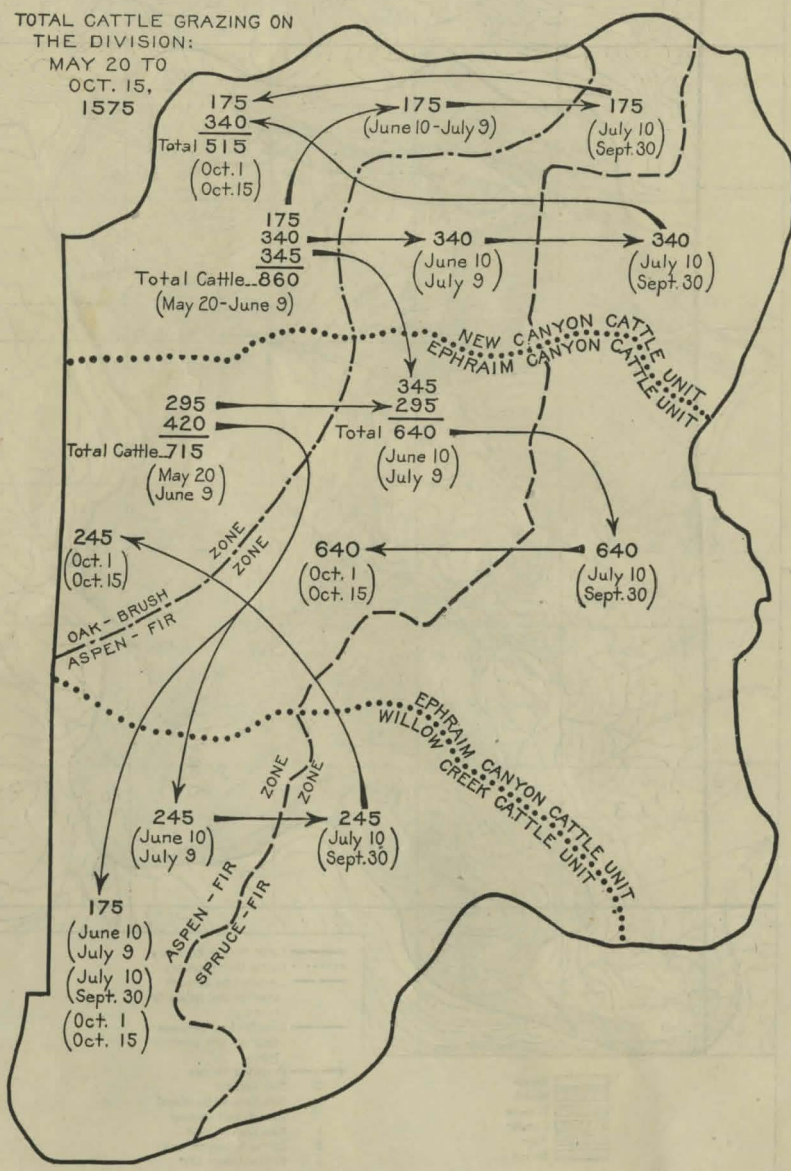 TOTAL CATTLE GRAZING ON
THE DIVISION:
MAY 20 TO
OCT. 15,
1575
175
340
Total 515
(Oct. 1
Oct. 15)
175
(June 10-July 9)
175
(July 10
Sept. 30)
175
340
345
Total Cattle--860
(May 20-June 9)
340
(June 10
July 9)
340
(July 10
Sept. 30)
NEW CANYON CATTLE UNIT
EPHRAIM CANYON CATTLE UNIT
295
420
Total Cattle--715
(May 20
June 9)
345
295
Total 640
(June 10
July 9)
245
(Oct. 1
Oct. 15)
640
(Oct. 1
Oct. 15)
640
(July 10
Sept. 30)
OAK-BRUSH ZONE
ASPEN-FIR ZONE
EPHRAIM CANYON CATTLE UNIT
WILLOW CREEK CATTLE UNIT
245
(June 10
July 9)
245
(July 10
Sept. 30)
ASPEN-FIR ZONE
SPRUCE-FIR ZONE
175
(June 10
July 9)
(July 10
Sept. 30)
(Oct. 1
Oct. 15)